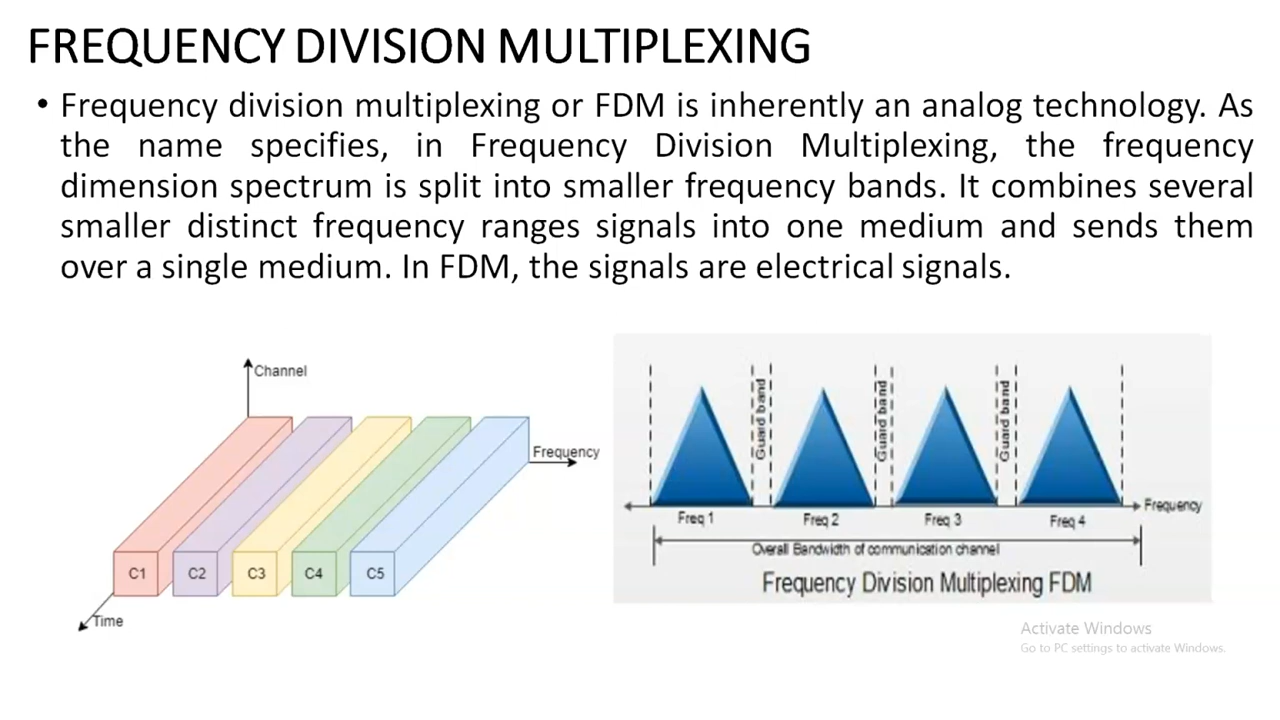 FREQUENCY DIVISION MULTIPLEXING
• Frequency division multiplexing or FDM is inherently an analog technology. As
the name specifies, in Frequency Division Multiplexing, the frequency
dimension spectrum is split into smaller frequency bands. It combines several
smaller distinct frequency ranges signals into one medium and sends them
over a single medium. In FDM, the signals are electrical signals.
Channel
Frequency
C1 C2 C3 C4 C5
Time
Guard band Guard band Guard band
Frequency
Freq 1 Freq 2 Freq 3 Freq 4
Overall Bandwidth of communication channel
Frequency Division Multiplexing FDM
Activate Windows
Go to PC settings to activate Windows.